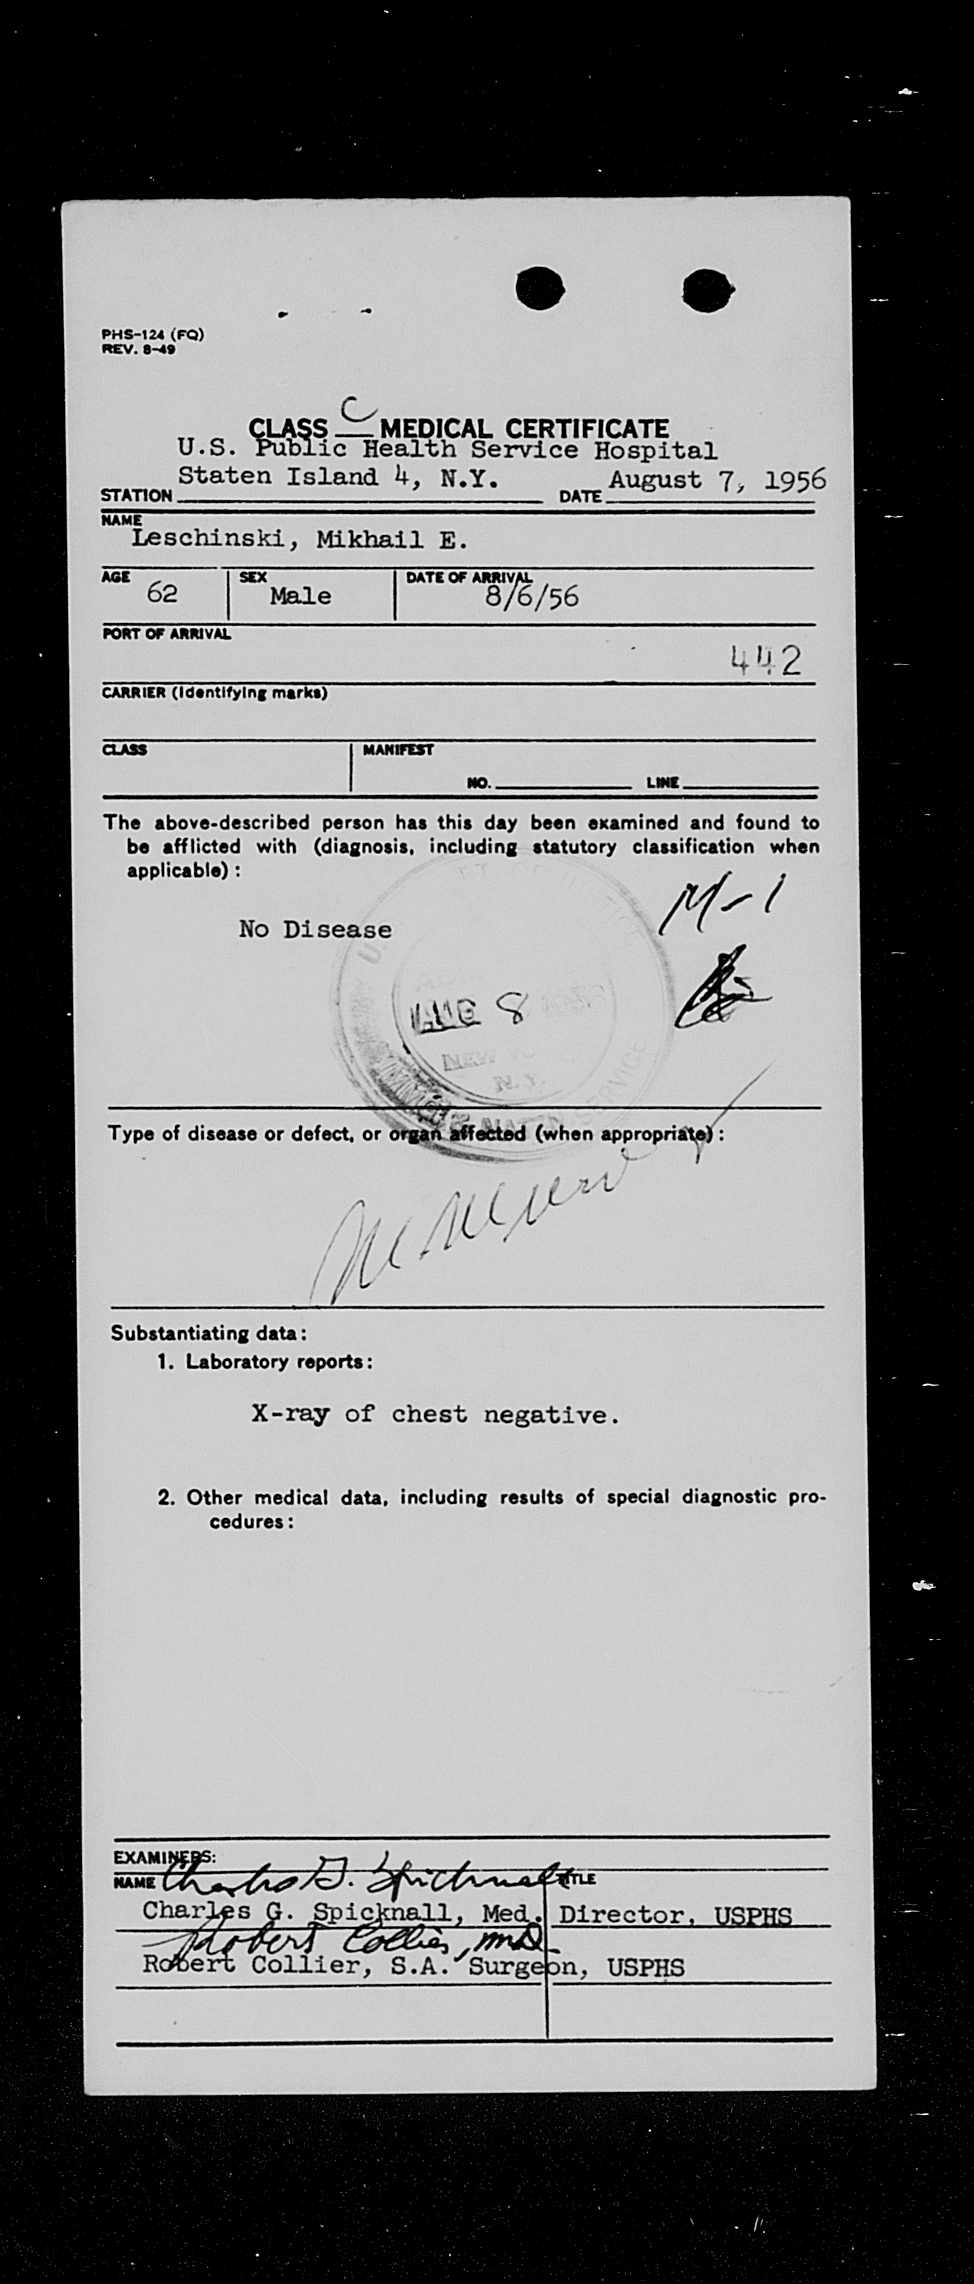 PHS-124 (FQ)
REV. 8-49
CLASS C MEDICAL CERTIFICATE
U.S. Public Health Service Hospital
Staten Island 4, N.Y.
August 7, 1956
STATION
DATE
NAME
Leschinski, Mikhail E.
AGE
62
SEX
Male
DATE OF ARRIVAL
8/6/56
PORT OF ARRIVAL
442
CARRIER (Identifying marks)
CLASS
MANIFEST
NO.
LINE
The above-described person has this day been examined and found to
be afflicted with (diagnosis, including statutory classification when
applicable):
M-1
No Disease
AUG 8
NEW
N.Y.
SERVICE
Type of disease or defect, or organ affected (when appropriate):
Substantiating data:
1. Laboratory reports:
X-ray of chest negative.
2. Other medical data, including results of special diagnostic pro-
cedures:
EXAMINERS:
NAME
Charles G. Spicknall
TITLE
Charles G. Spicknall, Med. Director, USPHS
Robert Collier, M.D.
Robert Collier, S.A. Surgeon, USPHS